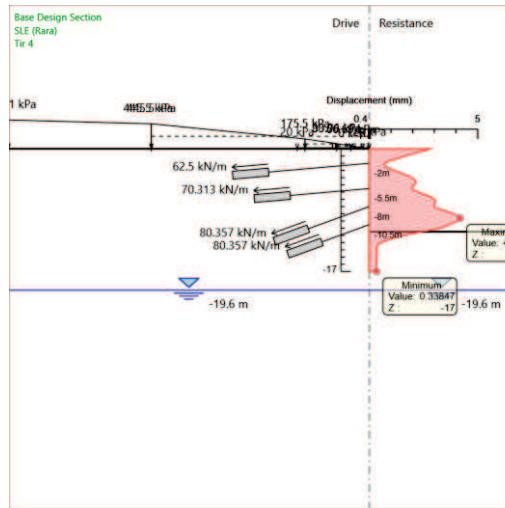 Base Design Section
SLE (Rara)
Tir 4
Drive
Resistance
Displacement (mm)
0.4
5
1 kPa
175.5 kPa
20 kPa
62.5 kN/m
-2m
70.313 kN/m
-5.5m
-8m
80.357 kN/m
-10.5m
80.357 kN/m
Maxi
Value:
Z :
-17
Minimum
Value: 0.33847
Z : -17
-19.6 m
-19.6 m